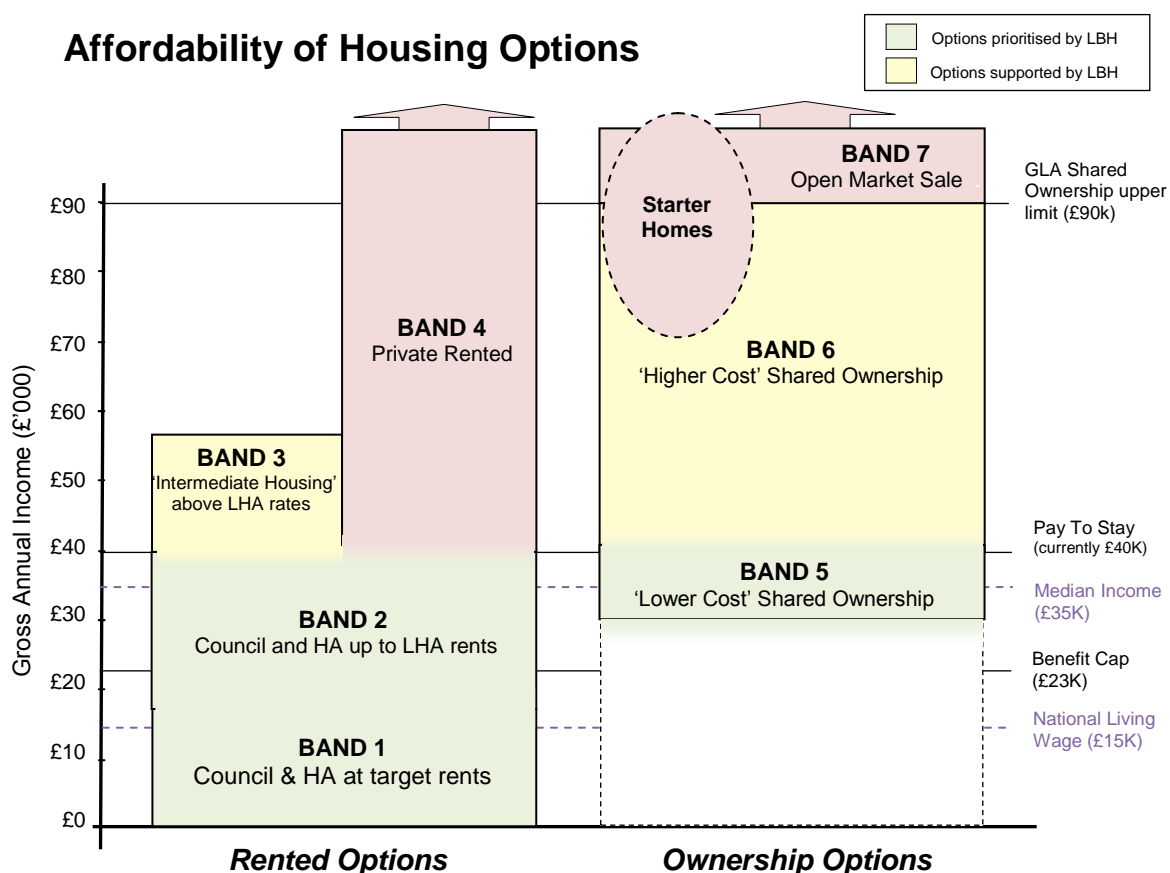 Affordability of Housing Options
Options prioritised by LBH
Options supported by LBH
Gross Annual Income (£'000)
£90
£80
£70
£60
£50
£40
£30
£20
£10
£0
BAND 1
Council & HA at target rents
BAND 2
Council and HA up to LHA rents
BAND 3
'Intermediate Housing'
above LHA rates
BAND 4
Private Rented
BAND 5
'Lower Cost' Shared Ownership
BAND 6
'Higher Cost' Shared Ownership
BAND 7
Open Market Sale
Starter
Homes
GLA Shared
Ownership upper
limit (£90k)
Pay To Stay
(currently £40K)
Median Income
(£35K)
Benefit Cap
(£23K)
National Living
Wage (£15K)
Rented Options
Ownership Options